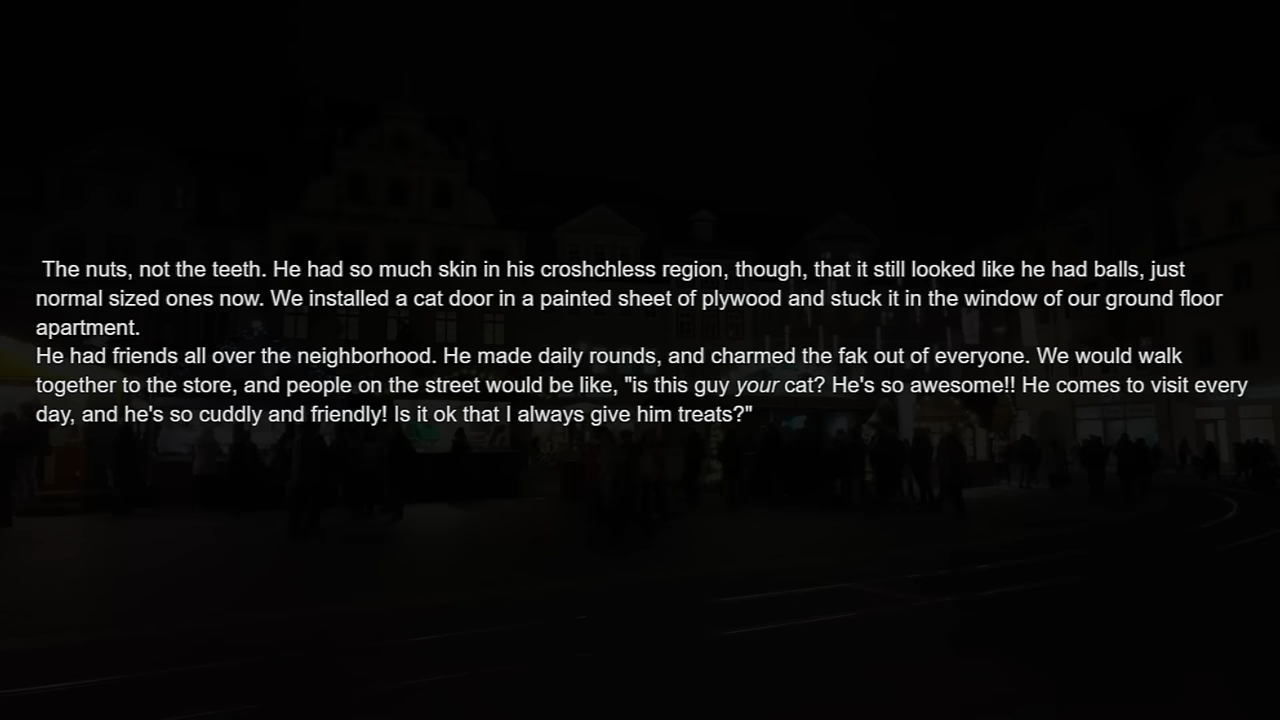 The nuts, not the teeth. He had so much skin in his croshchless region, though, that it still looked like he had balls, just
normal sized ones now. We installed a cat door in a painted sheet of plywood and stuck it in the window of our ground floor
apartment.
He had friends all over the neighborhood. He made daily rounds, and charmed the fak out of everyone. We would walk
together to the store, and people on the street would be like, "is this guy your cat? He's so awesome!! He comes to visit every
day, and he's so cuddly and friendly! Is it ok that I always give him treats?"